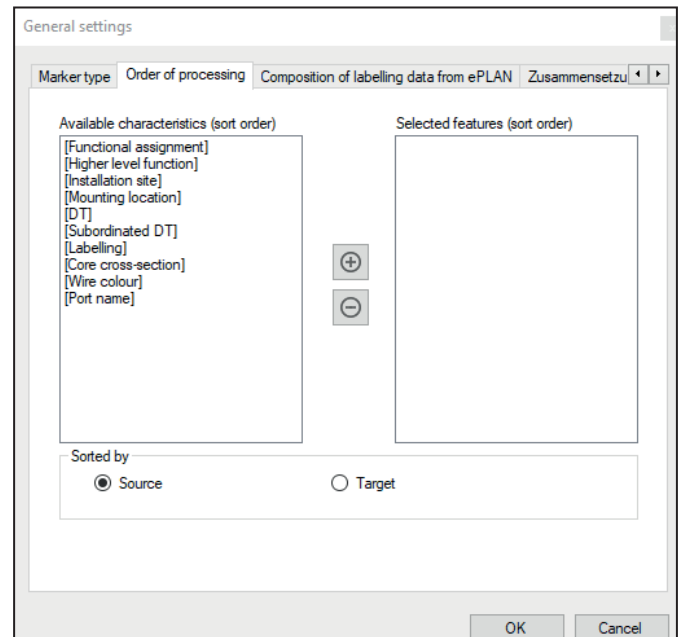 General settings
Marker type
Order of processing
Composition of labelling data from ePLAN
Zusammensetzu
Available characteristics (sort order)
[Functional assignment]
[Higher level function]
[Installation site]
[Mounting location]
[DT]
[Subordinated DT]
[Labelling]
[Core cross-section]
[Wire colour]
[Port name]
Selected features (sort order)
Sorted by
Source
Target
OK
Cancel